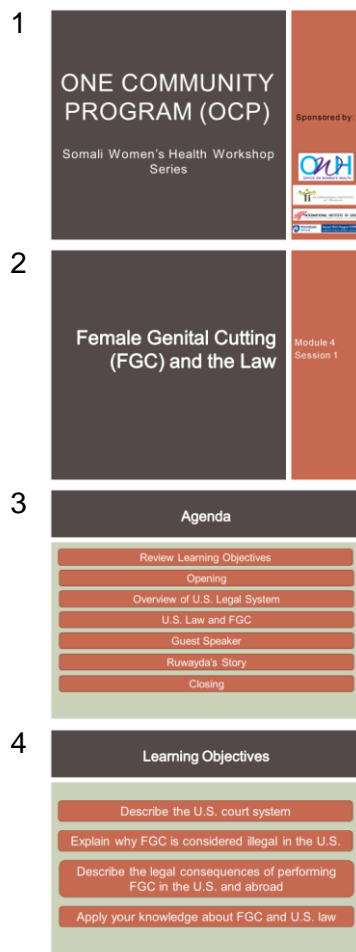 1
ONE COMMUNITY
PROGRAM (OCP)
Somali Women's Health Workshop
Series
Sponsored by:
OWH
OFFICE ON WOMEN'S HEALTH
2
Female Genital Cutting
(FGC) and the Law
Module 4
Session 1
3
Agenda
Review Learning Objectives
Opening
Overview of U.S. Legal System
U.S. Law and FGC
Guest Speaker
Ruwayda's Story
Closing
4
Learning Objectives
Describe the U.S. court system
Explain why FGC is considered illegal in the U.S.
Describe the legal consequences of performing
FGC in the U.S. and abroad
Apply your knowledge about FGC and U.S. law